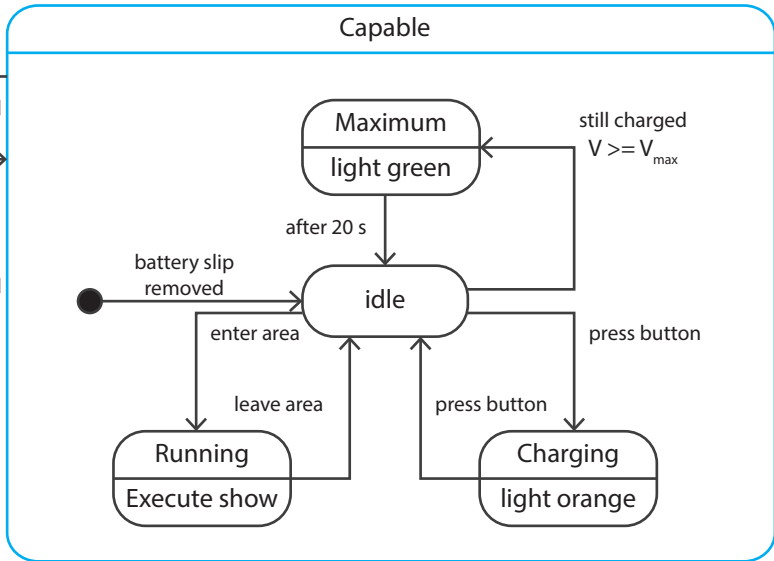 Capable
Maximum
light green
still charged
V >= Vmax
after 20 s
battery slip
removed
idle
enter area
press button
leave area
press button
Running
Execute show
Charging
light orange